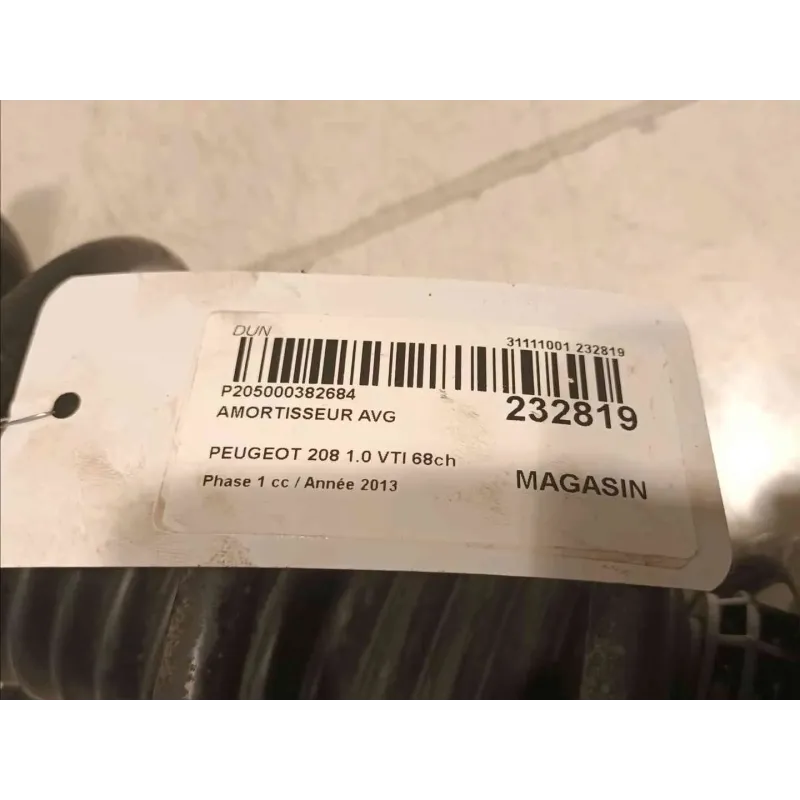 DUN
31111001 232819
P205000382684
232819
AMORTISSEUR AVG
PEUGEOT 208 1.0 VTI 68ch
Phase 1 cc / Année 2013
MAGASIN